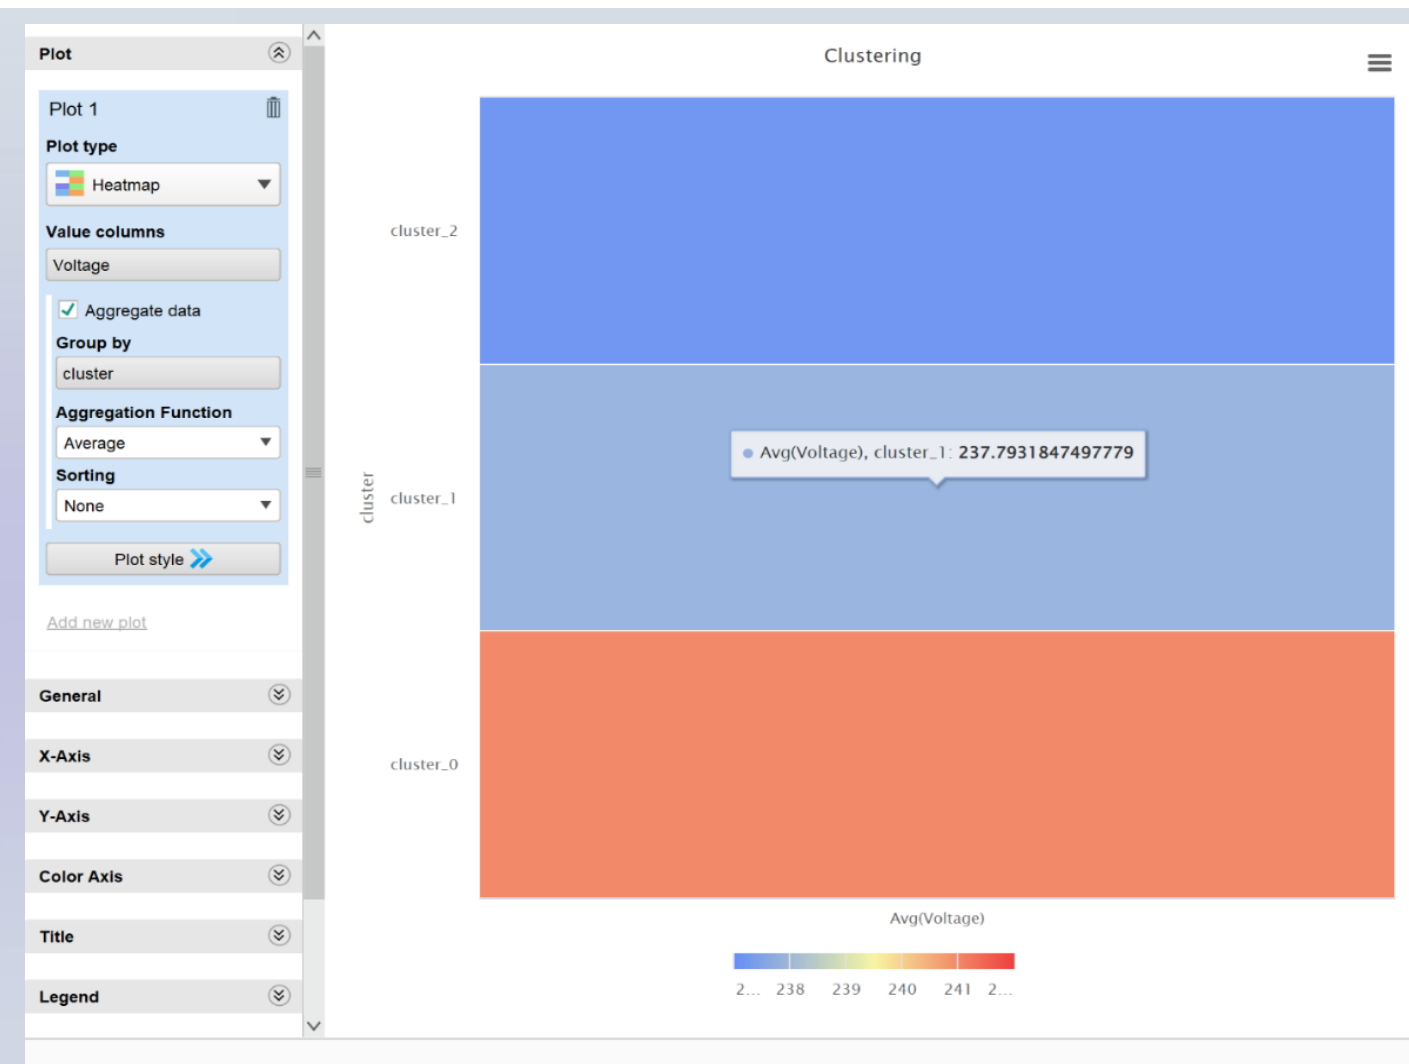 Plot
Plot 1
Plot type
Heatmap
Value columns
Voltage
Aggregate data
Group by
cluster
Aggregation Function
Average
Sorting
None
Plot style
Add new plot
General
X-Axis
Y-Axis
Color Axis
Title
Legend
Clustering
cluster_2
cluster
cluster_1
Avg(Voltage), cluster_1: 237.7931847497779
cluster_0
Avg(Voltage)
2... 238 239 240 241 2...